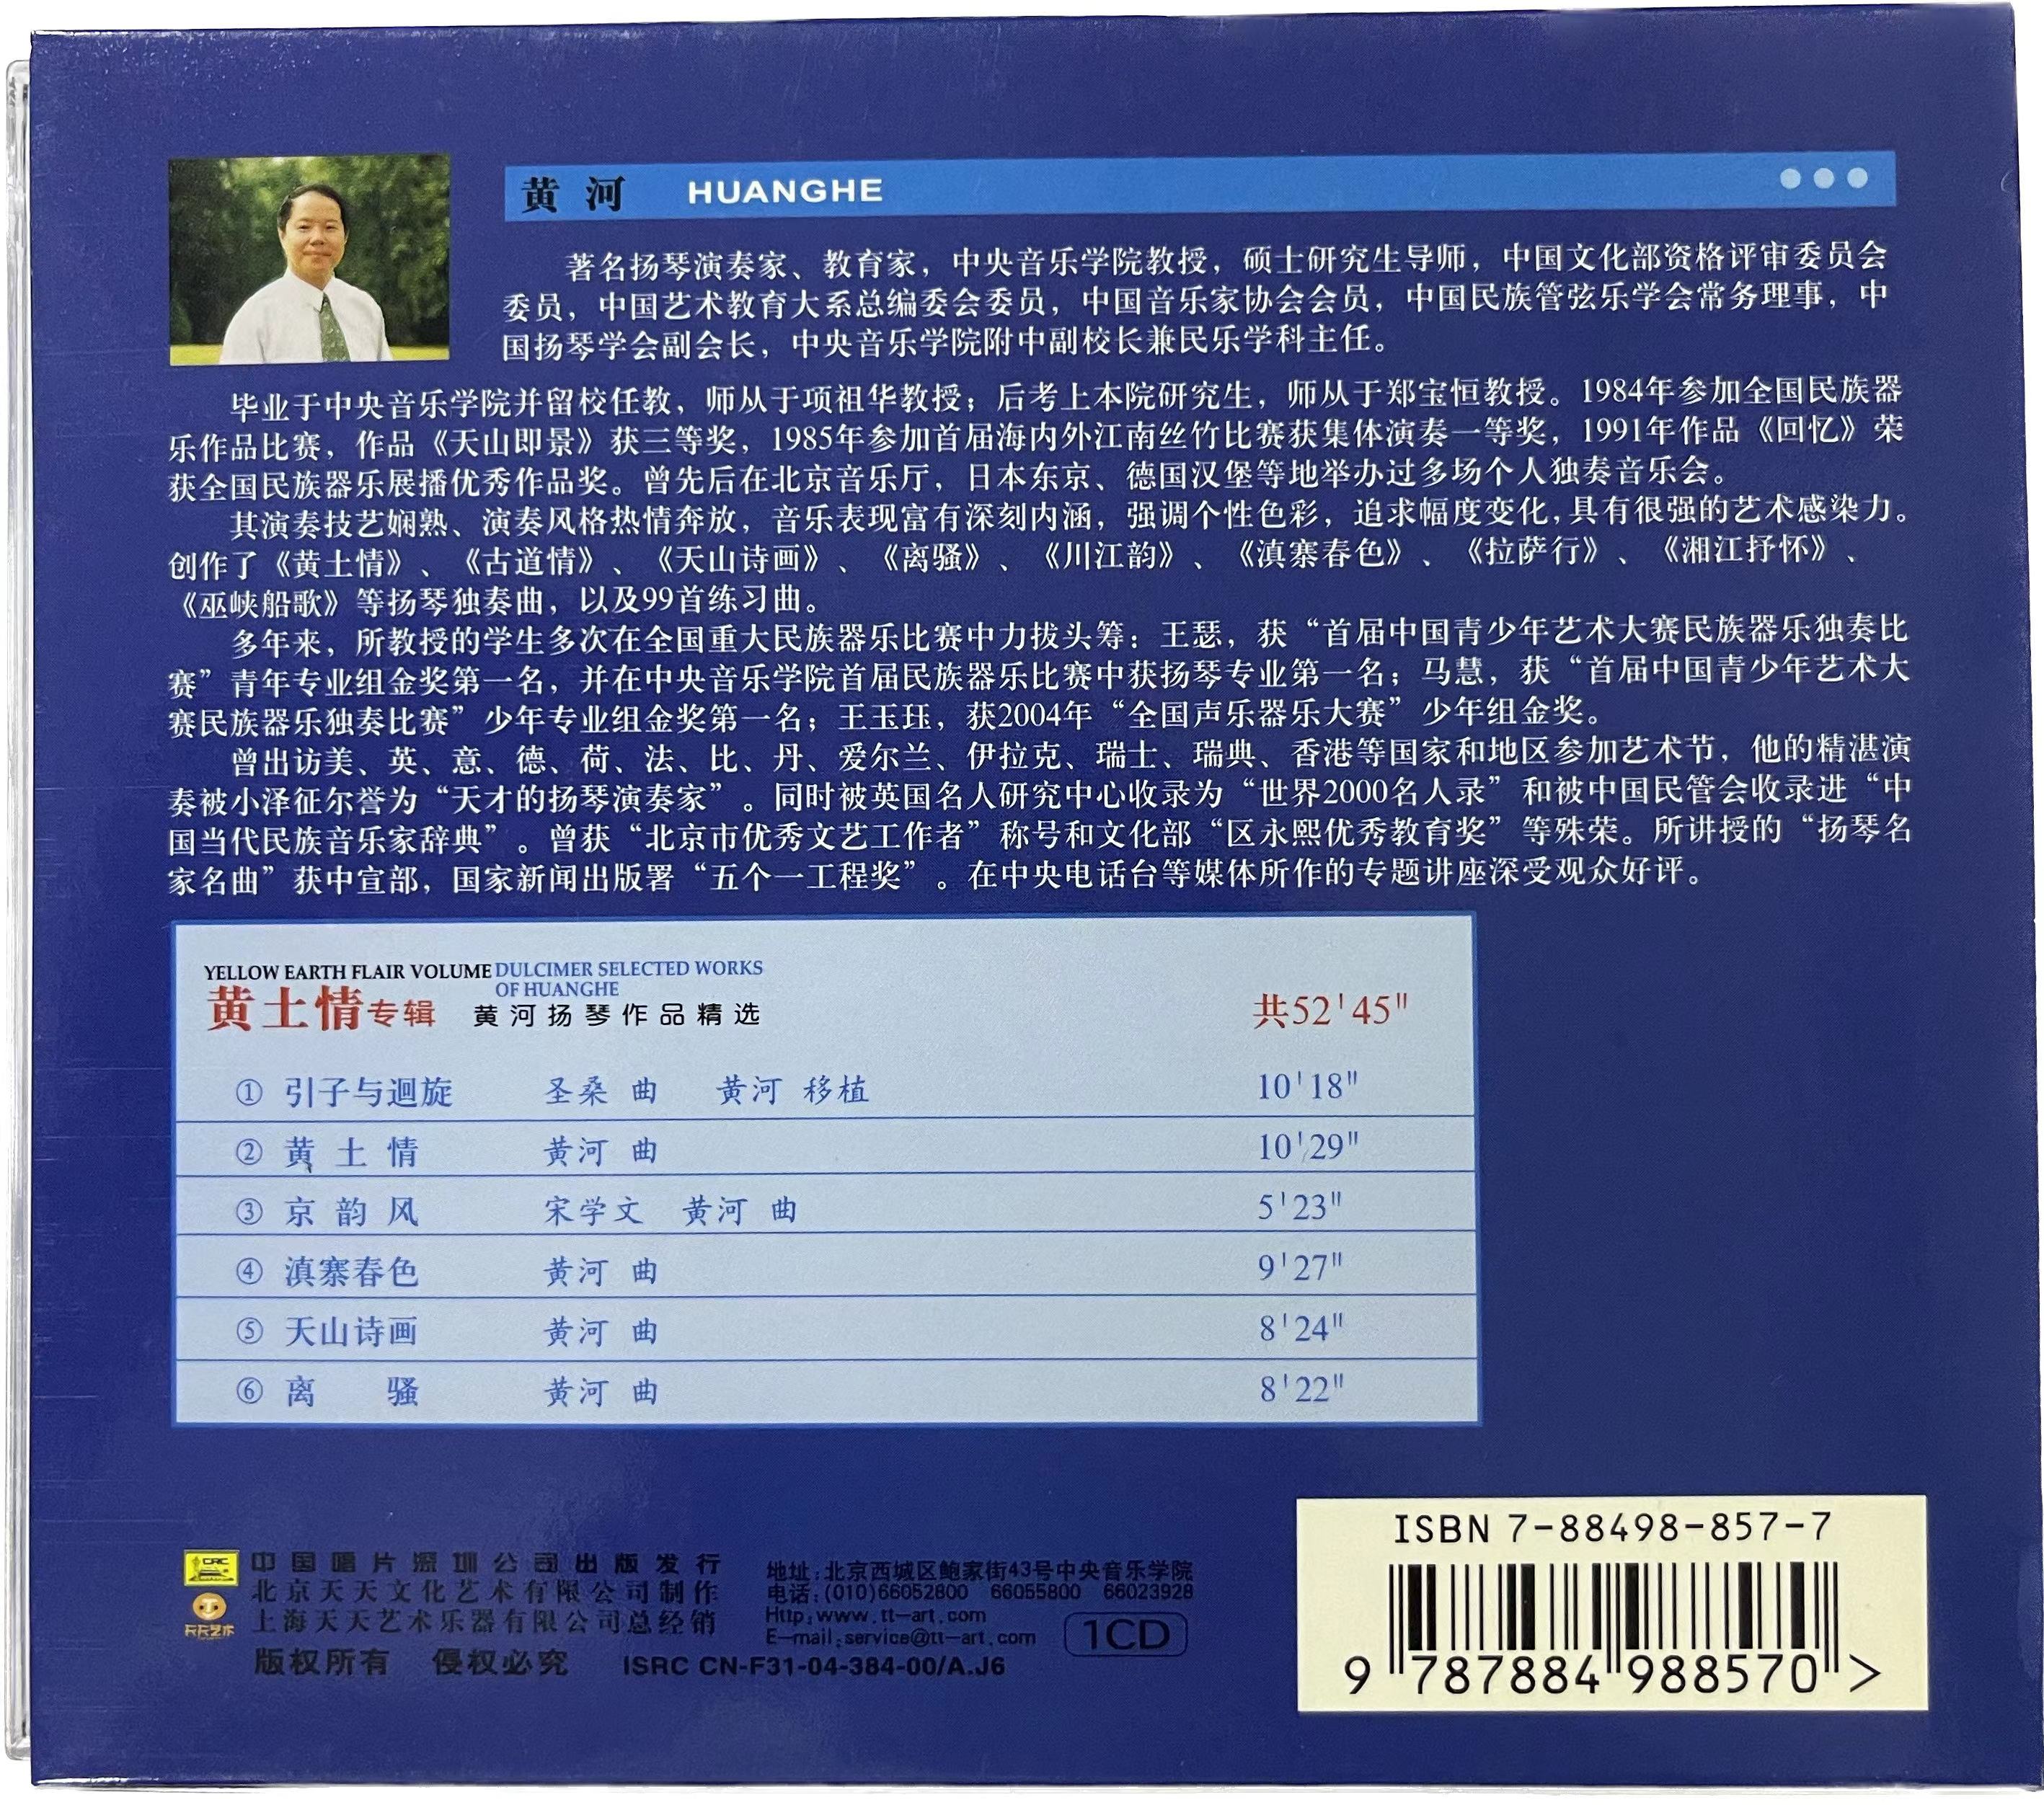 黄河 HUANGHE
著名扬琴演奏家、教育家，中央音乐学院教授，硕士研究生导师，中国文化部资格评审委员会
委员，中国艺术教育大系总编委会委员，中国音乐家协会会员，中国民族管弦乐学会常务理事，中
国扬琴学会副会长，中央音乐学院附中副校长兼民乐学科主任。
毕业于中央音乐学院并留校任教，师从于项祖华教授；后考上本院研究生，师从于郑宝恒教授。1984年参加全国民族器
乐作品比赛，作品《天山即景》获三等奖，1985年参加首届海内外江南丝竹比赛获集体演奏一等奖，1991年作品《回忆》荣
获全国民族器乐展播优秀作品奖。曾先后在北京音乐厅，日本东京、德国汉堡等地举办过多场个人独奏音乐会。
其演奏技艺娴熟、演奏风格热情奔放，音乐表现富有深刻内涵，强调个性色彩，追求幅度变化，具有很强的艺术感染力。
创作了《黄土情》、《古道情》、《天山诗画》、《离骚》、《川江韵》、《滇寨春色》、《拉萨行》、《湘江抒怀》、
《巫峡船歌》等扬琴独奏曲，以及99首练习曲。
多年来，所教授的学生多次在全国重大民族器乐比赛中力拔头筹：王瑟，获“首届中国青少年艺术大赛民族器乐独奏比
赛”青年专业组金奖第一名，并在中央音乐学院首届民族器乐比赛中获扬琴专业第一名；马慧，获“首届中国青少年艺术大
赛民族器乐独奏比赛”少年专业组金奖第一名；王玉珏，获2004年“全国声乐器乐大赛”少年组金奖。
曾出访美、英、意、德、荷、法、比、丹、爱尔兰、伊拉克、瑞士、瑞典、香港等国家和地区参加艺术节，他的精湛演
奏被小泽征尔誉为“天才的扬琴演奏家”。同时被英国名人研究中心收录为“世界2000名人录”和被中国民管会收录进“中
国当代民族音乐家辞典”。曾获“北京市优秀文艺工作者”称号和文化部“区永熙优秀教育奖”等殊荣。所讲授的“扬琴名
家名曲”获中宣部，国家新闻出版署“五个一工程奖”。在中央电话台等媒体所作的专题讲座深受观众好评。
YELLOW EARTH FLAIR VOLUME DULCIMER SELECTED WORKS
OF HUANGHE
黄土情专辑 黄河扬琴作品精选 共52'45"
① 引子与迴旋 圣桑 曲 黄河 移植 10'18"
② 黄土情 黄河 曲 10'29"
③ 京韵风 宋学文 黄河 曲 5'23"
④ 滇寨春色 黄河 曲 9'27"
⑤ 天山诗画 黄河 曲 8'24"
⑥ 离骚 黄河 曲 8'22"
CRC
中国唱片深圳公司出版发行
北京天天文化艺术有限公司制作
天天艺术
上海天天艺术乐器有限公司总经销
版权所有 侵权必究 ISRC CN-F31-04-384-00/A.J6
地址:北京西城区鲍家街43号中央音乐学院
电话:(010)66052800 66055800 66023928
Http:www.tt-art.com
E-mail:service@tt-art.com
1CD
ISBN 7-88498-857-7
9 787884 988570 >